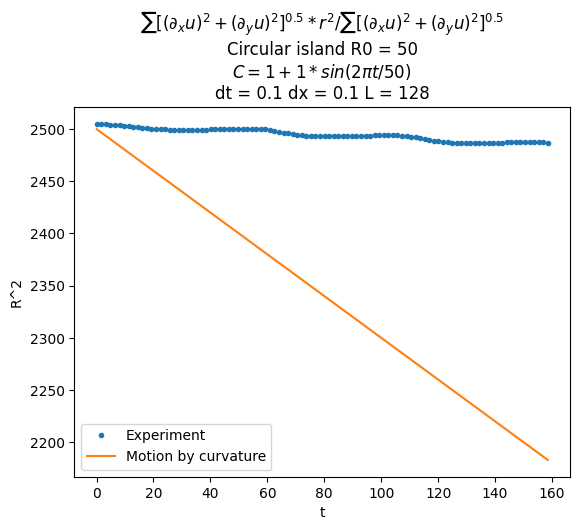 ∑[(∂ₓu)² + (∂ᵧu)²]^0.5 * r²/∑[(∂ₓu)² + (∂ᵧu)²]^0.5
Circular island R0 = 50
C = 1 + 1 * sin(2πt/50)
dt = 0.1 dx = 0.1 L = 128
2500
2450
2400
2350
2300
2250
2200
R^2
Experiment
Motion by curvature
0 20 40 60 80 100 120 140 160
t